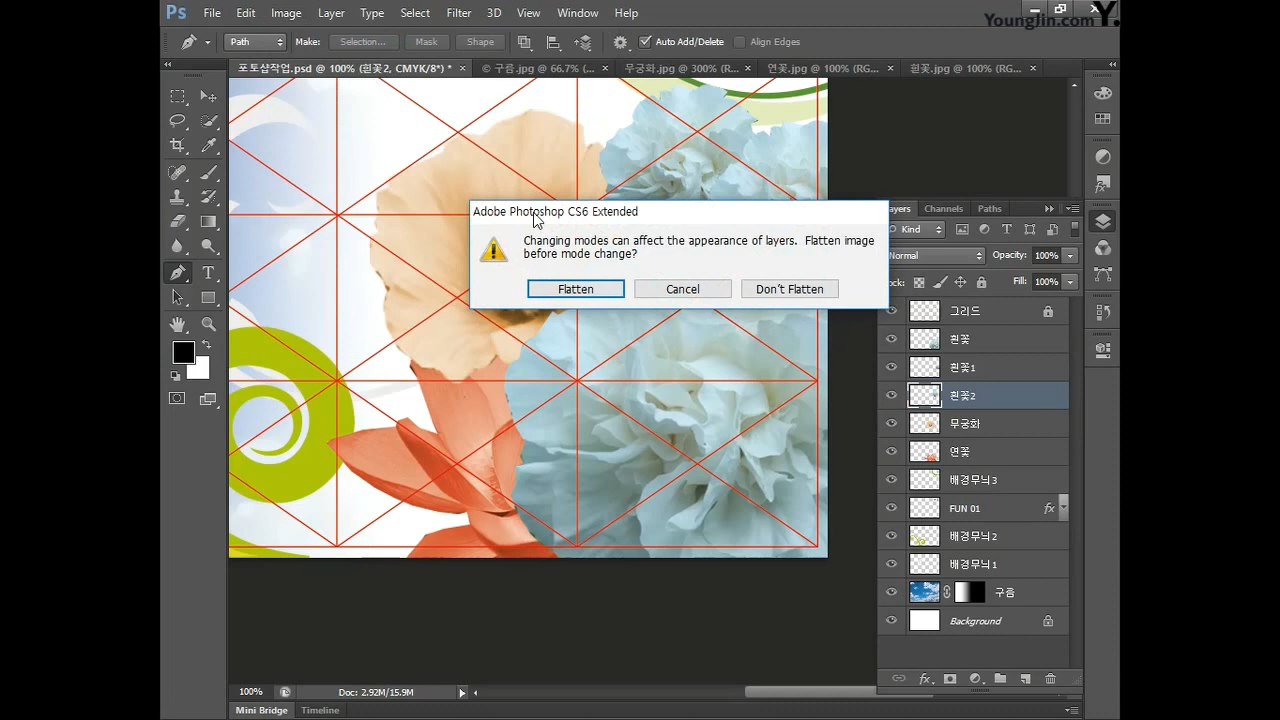 YoungJin.com Y.
Ps File Edit Image Layer Type Select Filter 3D View Window Help
Path Make: Selection... Mask Shape Auto Add/Delete Align Edges
포토샵작업.psd @ 100% (흰꽃2, CMYK/8*) * × © 구름.jpg @ 66.7% (... × 무궁화.jpg @ 300% (R... × 연꽃.jpg @ 100% (RG... × 흰꽃.jpg @ 100% (RG... ×
Adobe Photoshop CS6 Extended
Changing modes can affect the appearance of layers. Flatten image
before mode change?
Flatten Cancel Don't Flatten
ayers Channels Paths
Kind
Normal Opacity: 100%
ock: Fill: 100%
그리드
흰꽃
흰꽃1
흰꽃2
무궁화
연꽃
배경무늬3
FUN 01 fx
배경무늬2
배경무늬1
구음
Background
100% Doc: 2.92M/15.9M
Mini Bridge Timeline